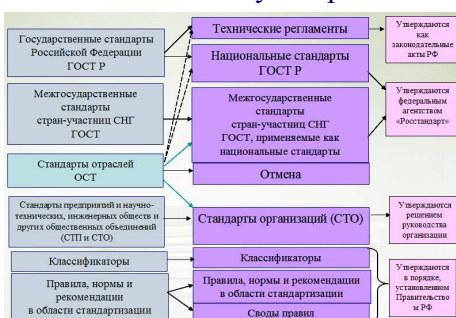 Государственные стандарты
Российской Федерации
ГОСТ Р
Межгосударственные
стандарты
стран-участниц СНГ
ГОСТ
Стандарты отраслей
ОСТ
Стандарты предприятий и научно-
технических, инженерных обществ и
других общественных объединений
(СТП и СТО)
Классификаторы
Правила, нормы и
рекомендации
в области стандартизации
Технические регламенты
Национальные стандарты
ГОСТ Р
Межгосударственные
стандарты
стран-участниц СНГ
ГОСТ, применяемые как
национальные стандарты
Отмена
Стандарты организаций (СТО)
Классификаторы
Правила, нормы и рекомендации
в области стандартизации
Своды правил
Утверждаются
как
законодательные
акты РФ
Утверждаются
федеральным
агентством
«Росстандарт»
Утверждаются
решением
руководства
организации
Утверждаются
в порядке,
установленном
Правительство
м РФ